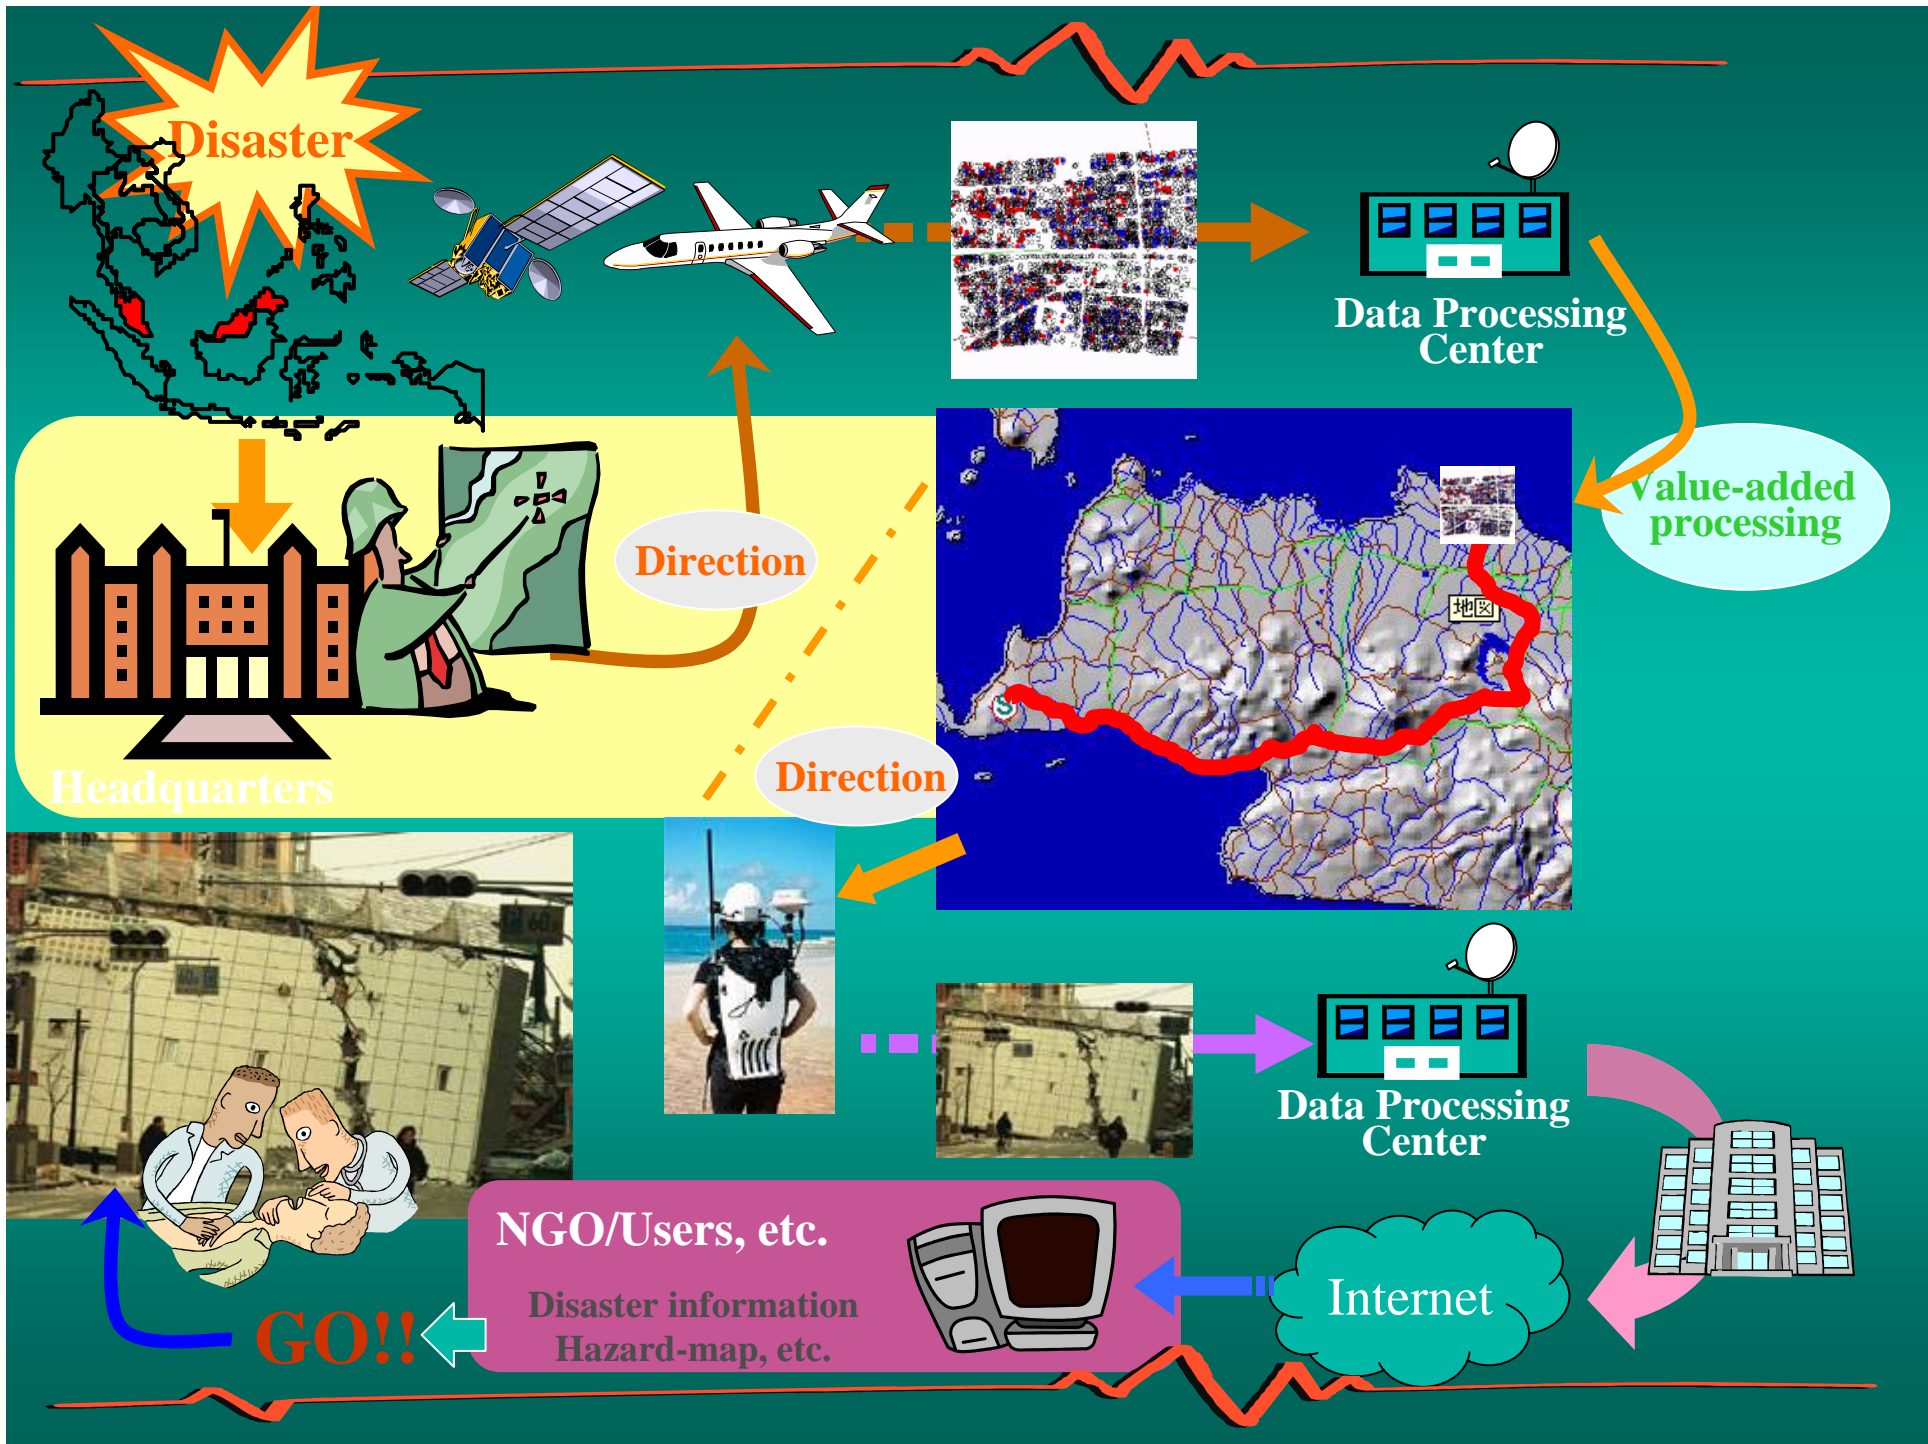 Disaster
Data Processing
Center
Value-added
processing
Direction
地図
S
Direction
Headquarters
60
Data Processing
Center
NGO/Users, etc.
Disaster information
Hazard-map, etc.
Internet
GO!!